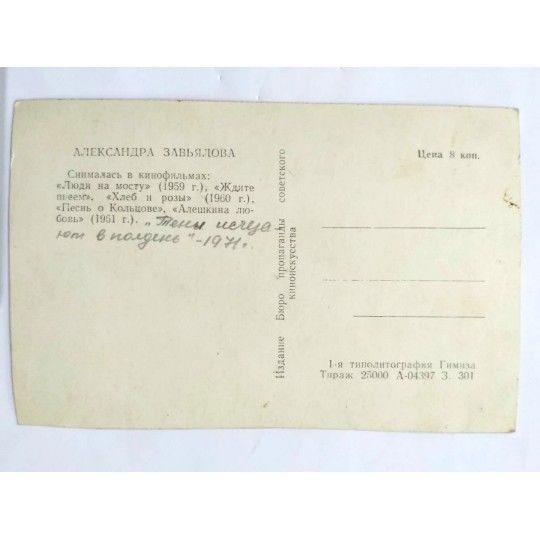 АЛЕКСАНДРА ЗАВЬЯЛОВА
Снималась в кинофильмах:
«Люди на мосту» (1959 г.), «Ждите
писем», «Хлеб и розы» (1960 г.),
«Песнь о Кольцове», «Алешкина лю-
бовь» (1961 г.). „Тени исчеза
ют в полдень"-1971г.
Издание Бюро пропаганды советского
киноискусства
Цена 8 коп.
1-я типолитография Гимиза
Тираж 25000 А-04397 З. 301